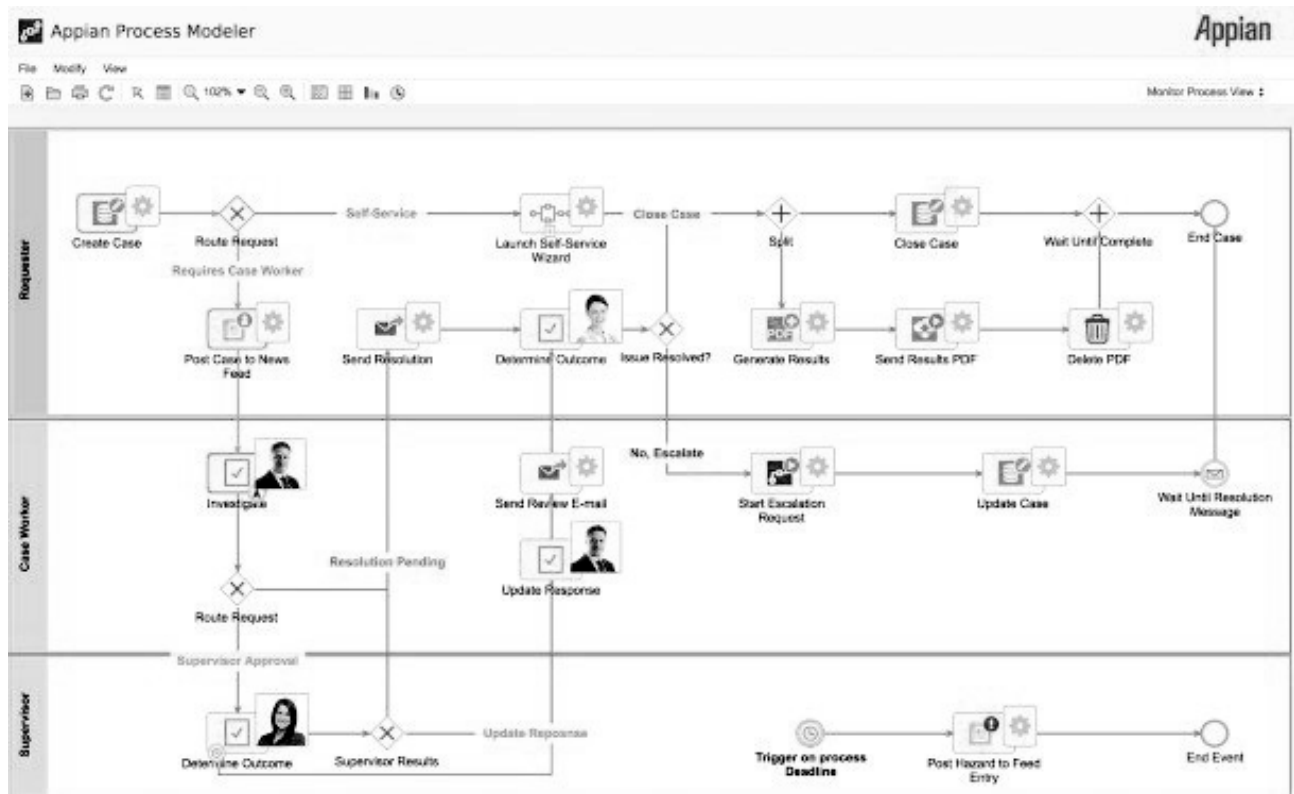 Appian Process Modeler
Appian
File Modify View
102%
Monitor Process View
Requester
Create Case
Route Request
Self-Service
Launch Self-Service
Wizard
Close Case
Split
Close Case
Wait Until Complete
End Case
Requires Case Worker
Post Case to News
Feed
Send Resolution
Determine Outcome
Issue Resolved?
PDF
Generate Results
Send Results PDF
Delete PDF
Case Worker
Investigate
No, Escalate
Send Review E-mail
Start Escalation
Request
Update Case
Wait Until Resolution
Message
Resolution Pending
Update Response
Route Request
Supervisor
Supervisor Approval
Determine Outcome
Supervisor Results
Update Reponse
Trigger on process
Deadline
Post Hazard to Feed
Entry
End Event